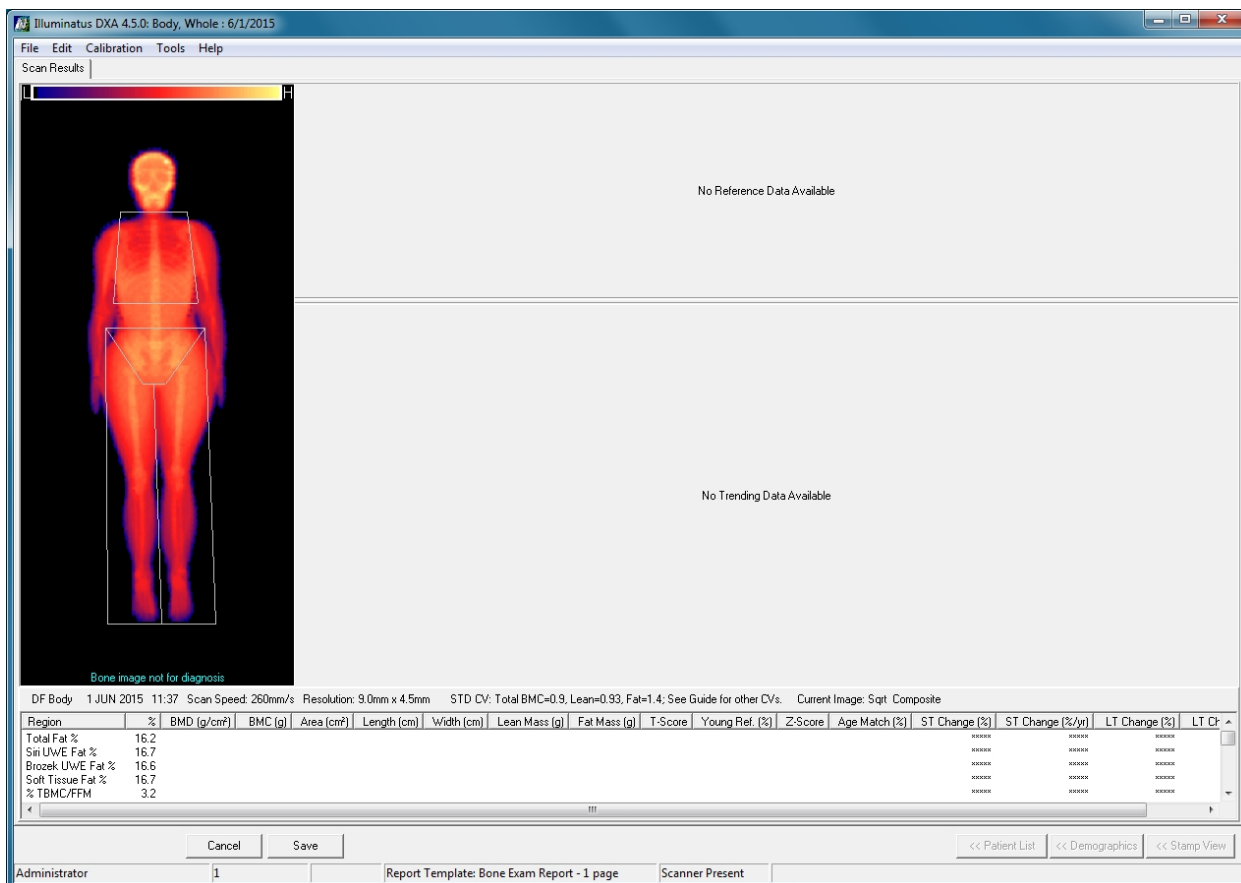 Illuminatus DXA 4.5.0: Body, Whole : 6/1/2015
File Edit Calibration Tools Help
Scan Results
L H
No Reference Data Available
No Trending Data Available
Bone image not for diagnosis
DF Body 1 JUN 2015 11:37 Scan Speed: 260mm/s Resolution: 9.0mm x 4.5mm STD CV: Total BMC=0.9, Lean=0.93, Fat=1.4; See Guide for other CVs. Current Image: Sqrt Composite
Region % BMD (g/cm²) BMC (g) Area (cm²) Length (cm) Width (cm) Lean Mass (g) Fat Mass (g) T-Score Young Ref. (%) Z-Score Age Match (%) ST Change (%) ST Change (%/yr) LT Change (%) LT Ch
Total Fat % 16.2 ***** ***** *****
Siri UWE Fat % 16.7 ***** ***** *****
Brozek UWE Fat % 16.6 ***** ***** *****
Soft Tissue Fat % 16.7 ***** ***** *****
% TBMC/FFM 3.2 ***** ***** *****
Cancel Save << Patient List << Demographics << Stamp View
Administrator 1 Report Template: Bone Exam Report - 1 page Scanner Present